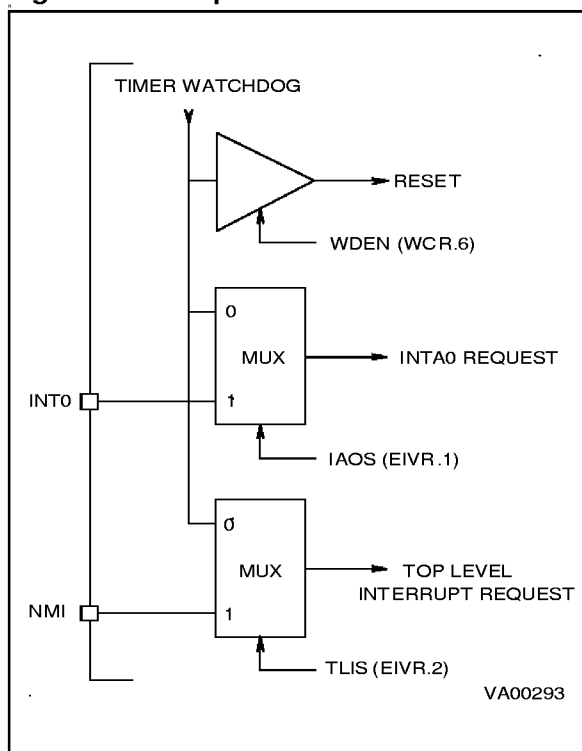 TIMER WATCHDOG
RESET
WDEN (WCR.6)
0
MUX
INTA0 REQUEST
INT0
1
IAOS (EIVR.1)
0
MUX
TOP LEVEL
INTERRUPT REQUEST
NMI
1
TLIS (EIVR.2)
VA00293